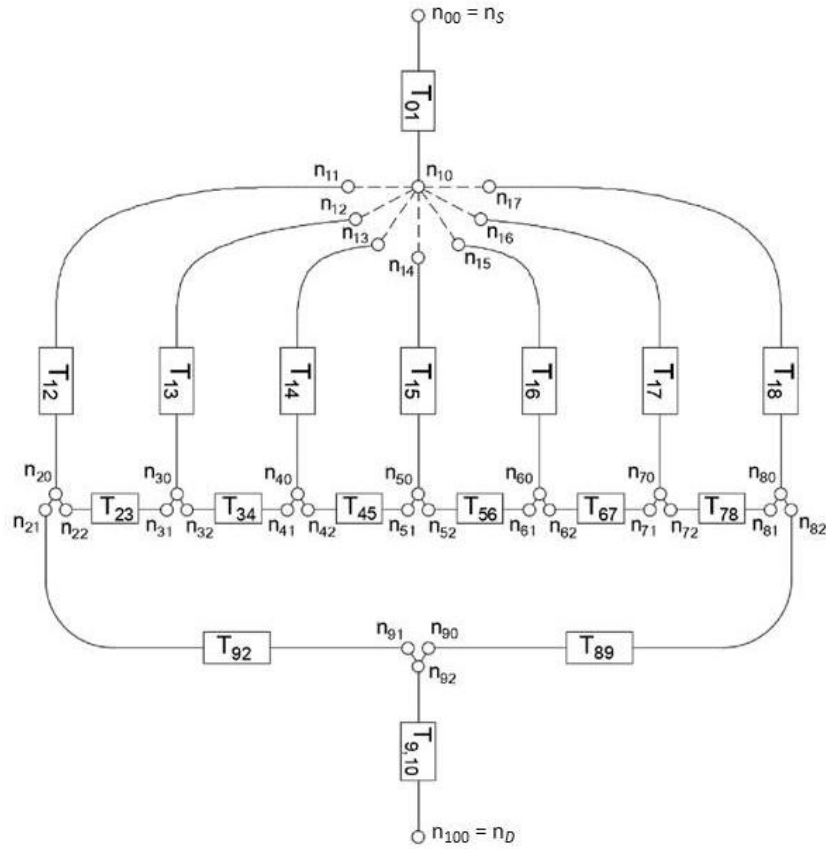 n00 = nS
T01
n11 n10 n17
n12 n16
n13 n15
n14
T12 T13 T14 T15 T16 T17 T18
n20 n30 n40 n50 n60 n70 n80
n21 n22 T23 n31 n32 T34 n41 n42 T45 n51 n52 T56 n61 n62 T67 n71 n72 T78 n81 n82
n91 n90
T92 T89
n92
T9,10
n100 = nD